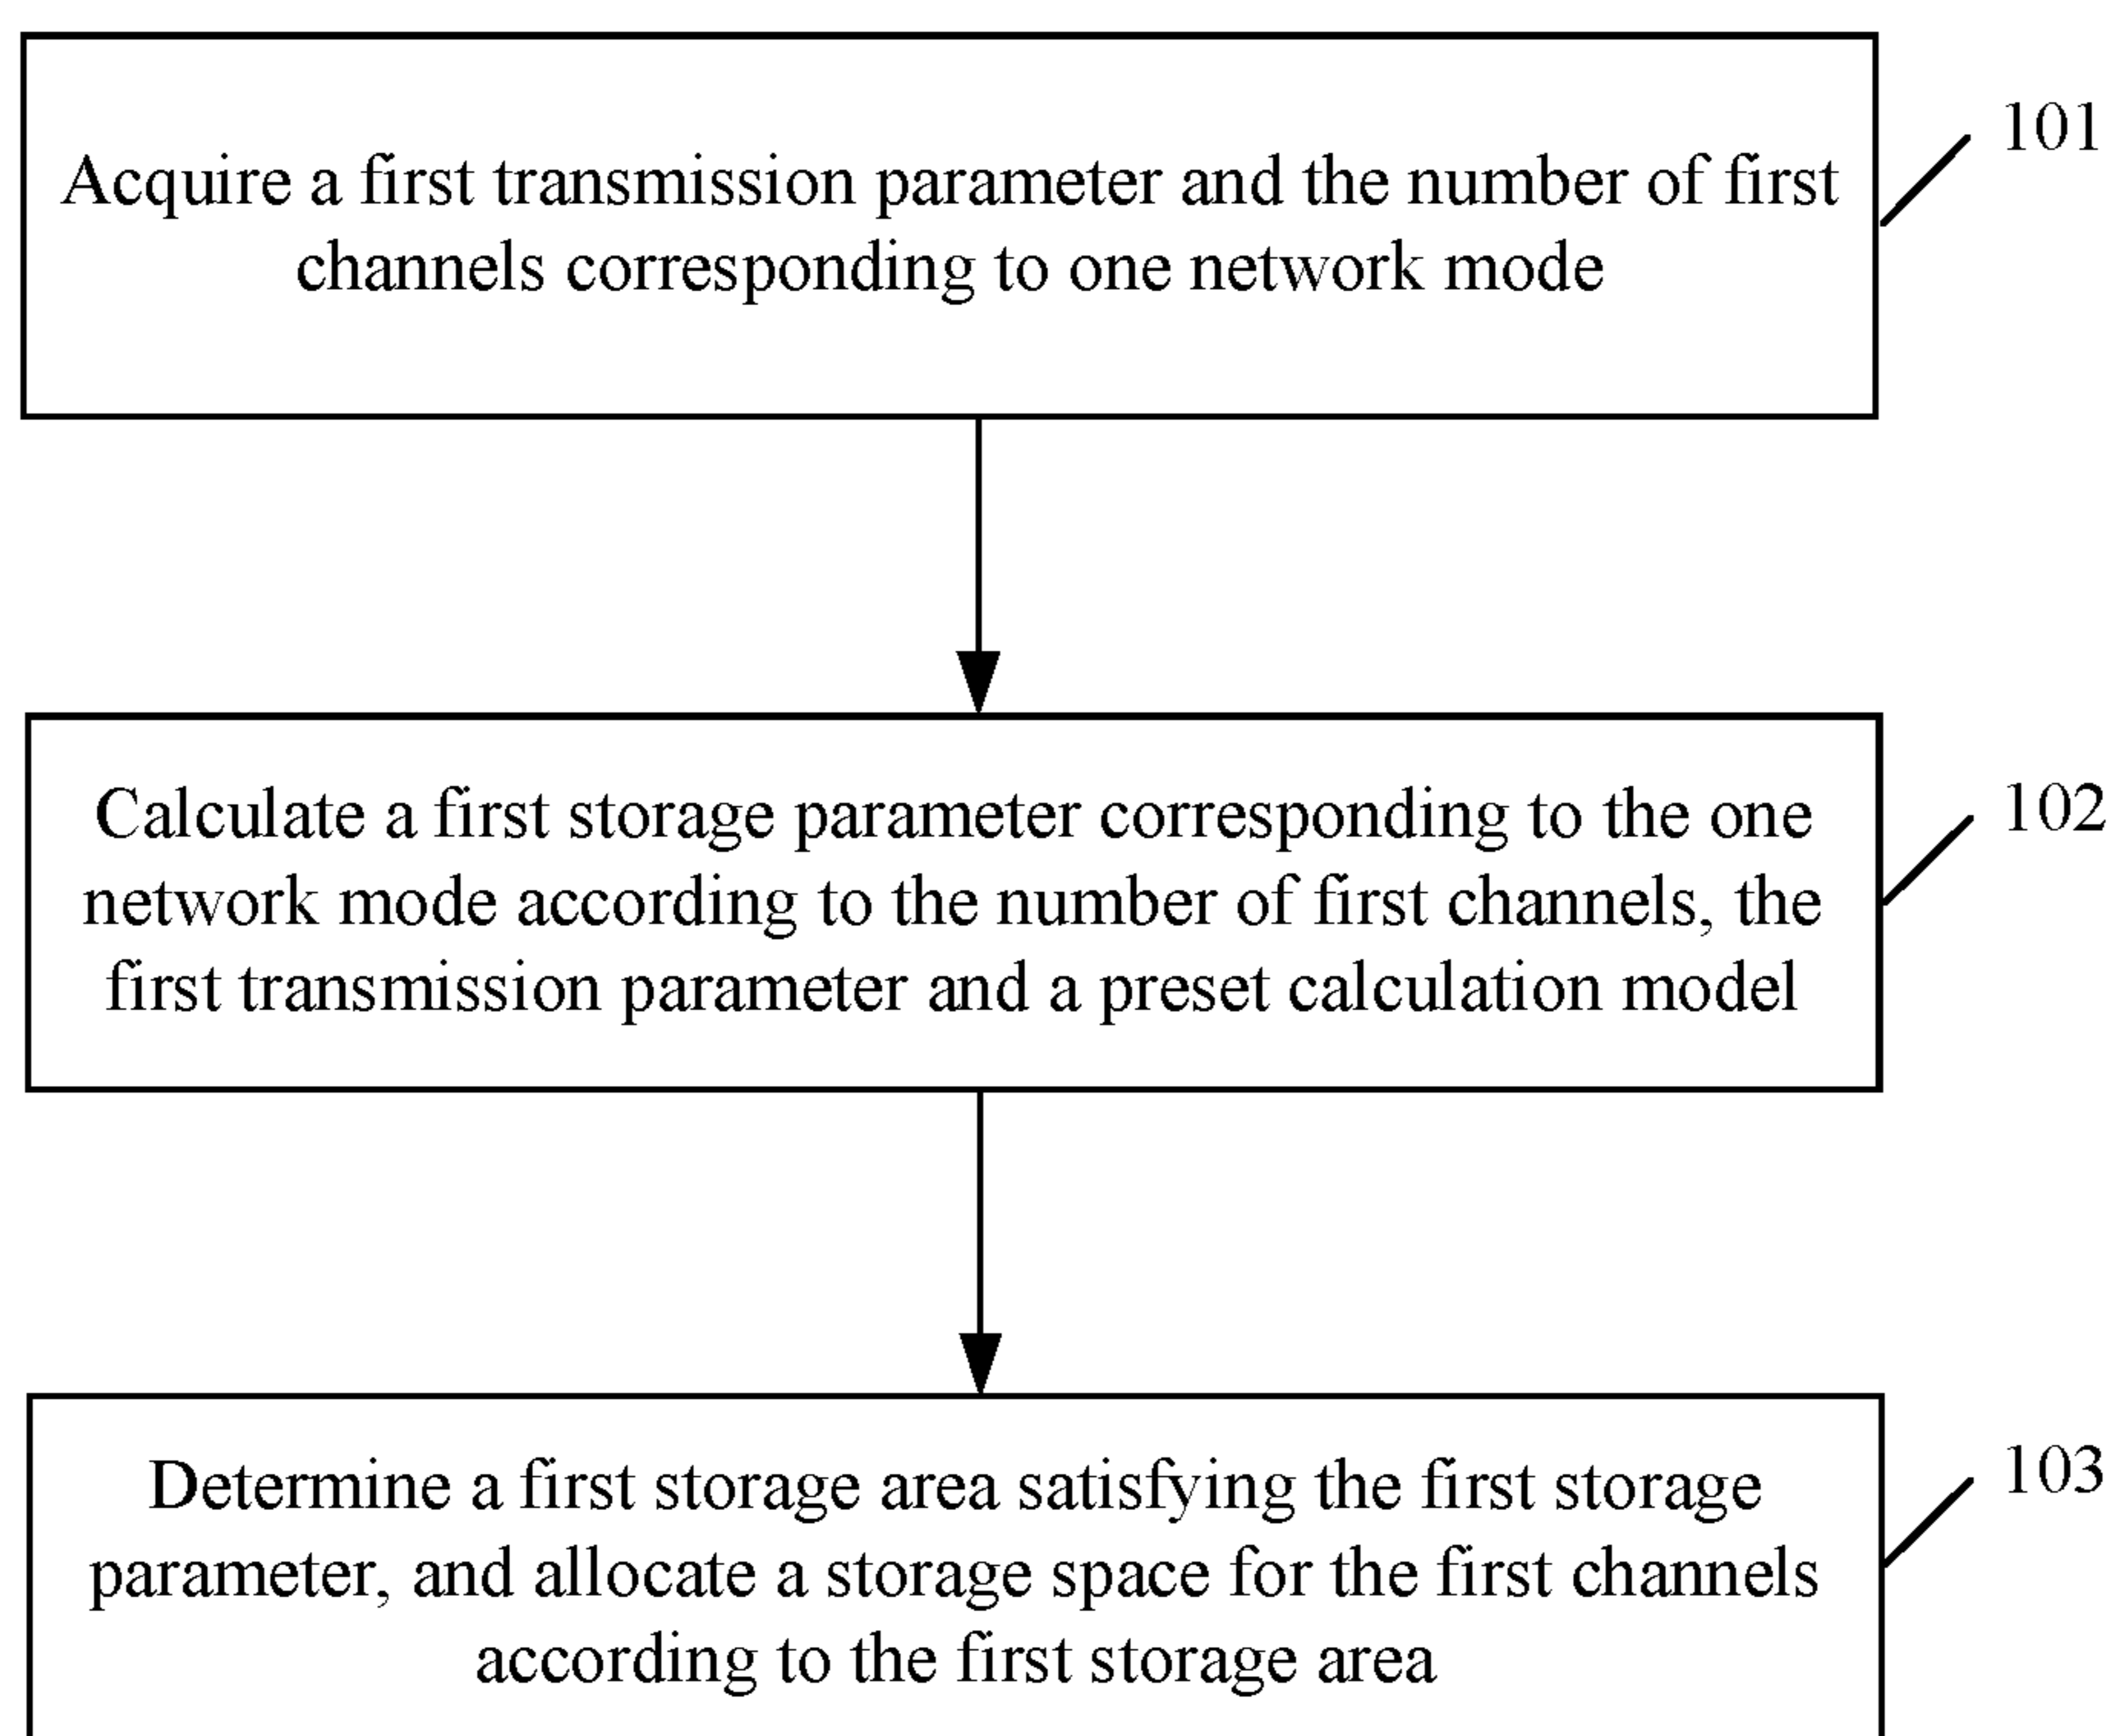 Acquire a first transmission parameter and the number of first
channels corresponding to one network mode
101
Calculate a first storage parameter corresponding to the one
network mode according to the number of first channels, the
first transmission parameter and a preset calculation model
102
Determine a first storage area satisfying the first storage
parameter, and allocate a storage space for the first channels
according to the first storage area
103